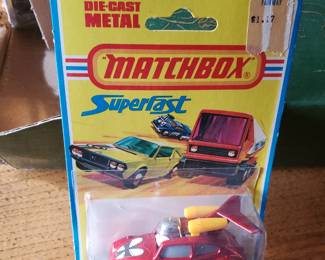 DIE-CAST
METAL
"MATCHBOX"
Superfast